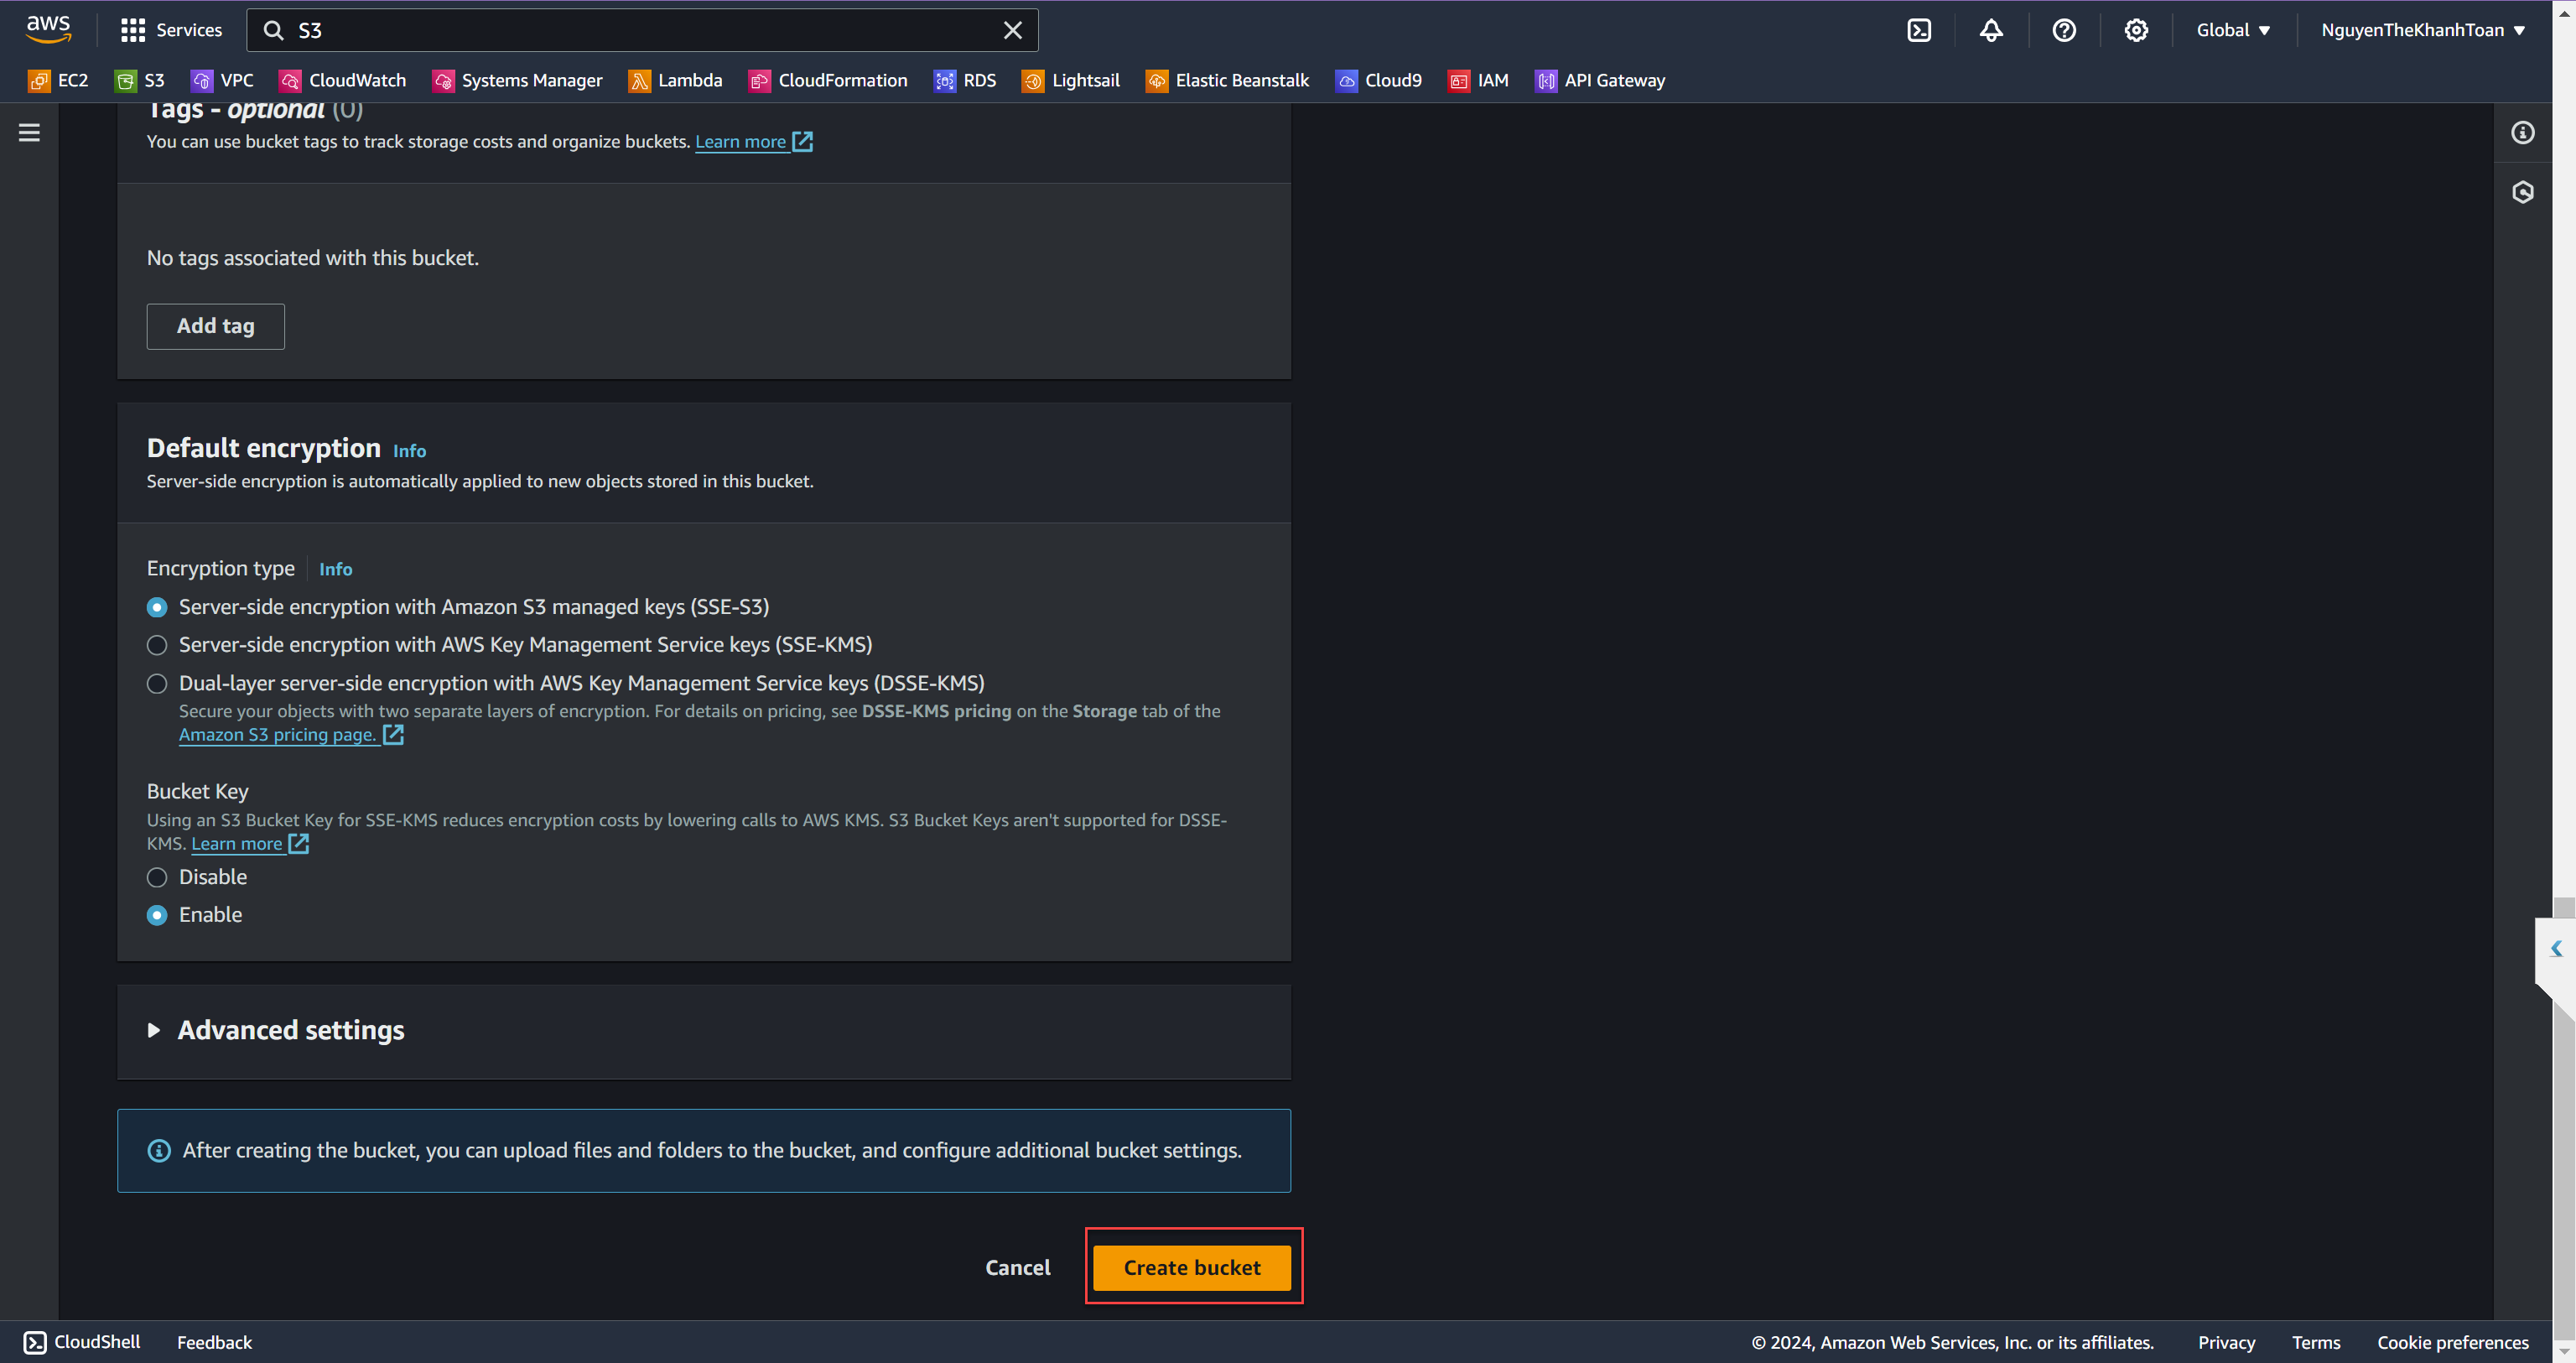 aws
Services
S3
Global
NguyenTheKhanhToan
EC2
S3
VPC
CloudWatch
Systems Manager
Lambda
CloudFormation
RDS
Lightsail
Elastic Beanstalk
Cloud9
IAM
API Gateway
Tags - optional (0)
You can use bucket tags to track storage costs and organize buckets. Learn more
No tags associated with this bucket.
Add tag
Default encryption Info
Server-side encryption is automatically applied to new objects stored in this bucket.
Encryption type Info
Server-side encryption with Amazon S3 managed keys (SSE-S3)
Server-side encryption with AWS Key Management Service keys (SSE-KMS)
Dual-layer server-side encryption with AWS Key Management Service keys (DSSE-KMS)
Secure your objects with two separate layers of encryption. For details on pricing, see DSSE-KMS pricing on the Storage tab of the
Amazon S3 pricing page.
Bucket Key
Using an S3 Bucket Key for SSE-KMS reduces encryption costs by lowering calls to AWS KMS. S3 Bucket Keys aren't supported for DSSE-
KMS. Learn more
Disable
Enable
Advanced settings
After creating the bucket, you can upload files and folders to the bucket, and configure additional bucket settings.
Cancel
Create bucket
CloudShell
Feedback
© 2024, Amazon Web Services, Inc. or its affiliates.
Privacy
Terms
Cookie preferences